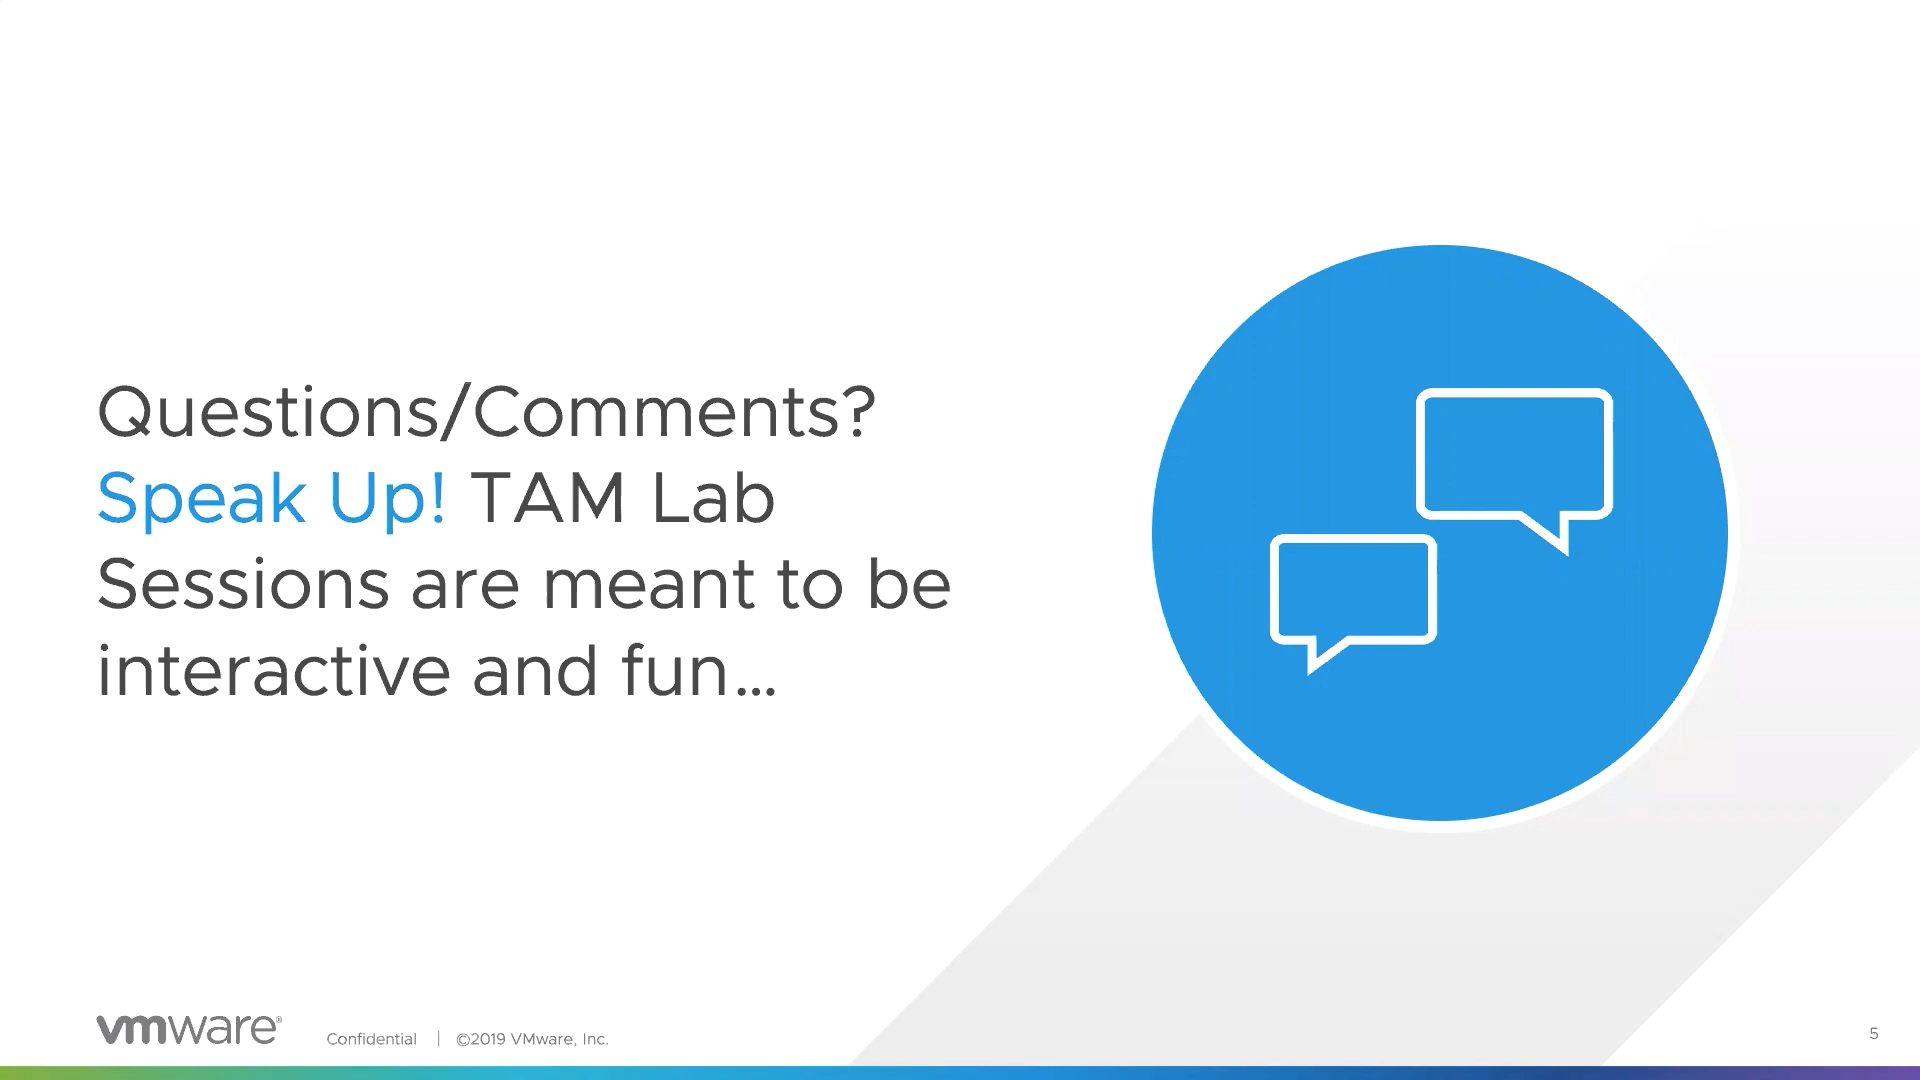 Questions/Comments?
Speak Up! TAM Lab
Sessions are meant to be
interactive and fun...
vmware®
Confidential | ©2019 VMware, Inc.
5